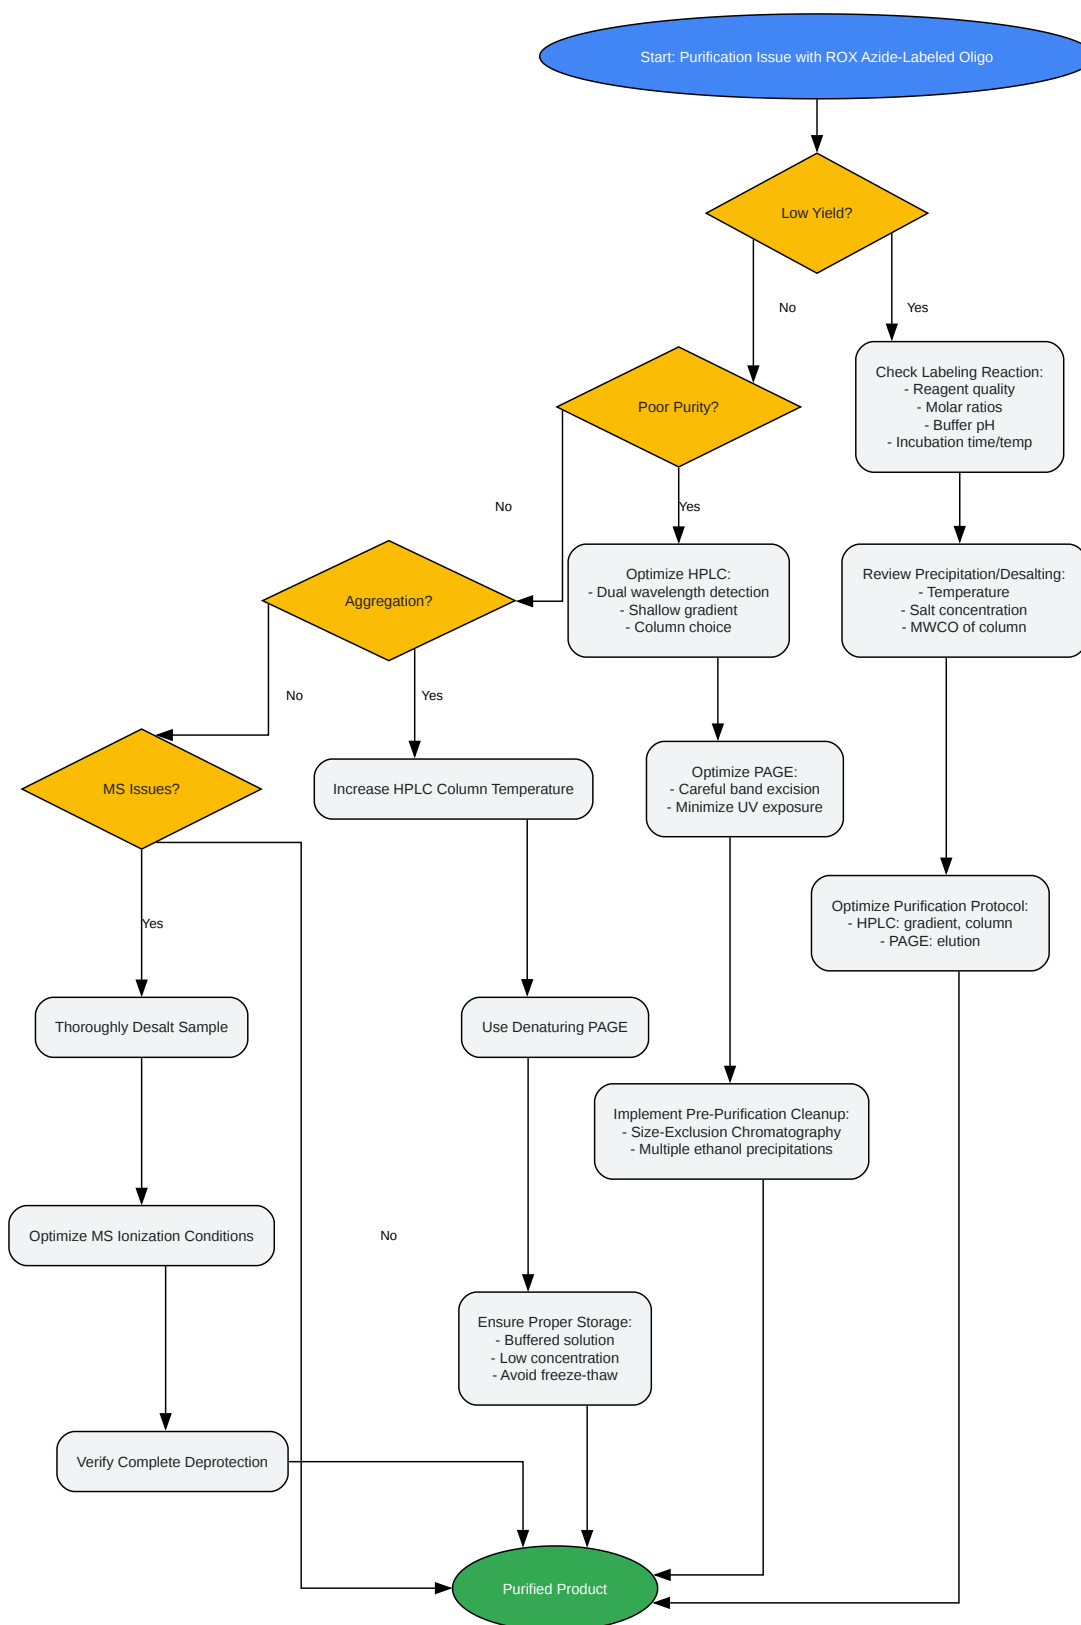 Start: Purification Issue with ROX Azide-Labeled Oligo
Low Yield?
No
Yes
Check Labeling Reaction:
- Reagent quality
- Molar ratios
- Buffer pH
- Incubation time/temp
Poor Purity?
No
Yes
Optimize HPLC:
- Dual wavelength detection
- Shallow gradient
- Column choice
Review Precipitation/Desalting:
- Temperature
- Salt concentration
- MWCO of column
Aggregation?
No
Yes
MS Issues?
Increase HPLC Column Temperature
Optimize PAGE:
- Careful band excision
- Minimize UV exposure
Optimize Purification Protocol:
- HPLC: gradient, column
- PAGE: elution
Yes
Thoroughly Desalt Sample
Use Denaturing PAGE
Implement Pre-Purification Cleanup:
- Size-Exclusion Chromatography
- Multiple ethanol precipitations
Optimize MS Ionization Conditions
No
Ensure Proper Storage:
- Buffered solution
- Low concentration
- Avoid freeze-thaw
Verify Complete Deprotection
Purified Product